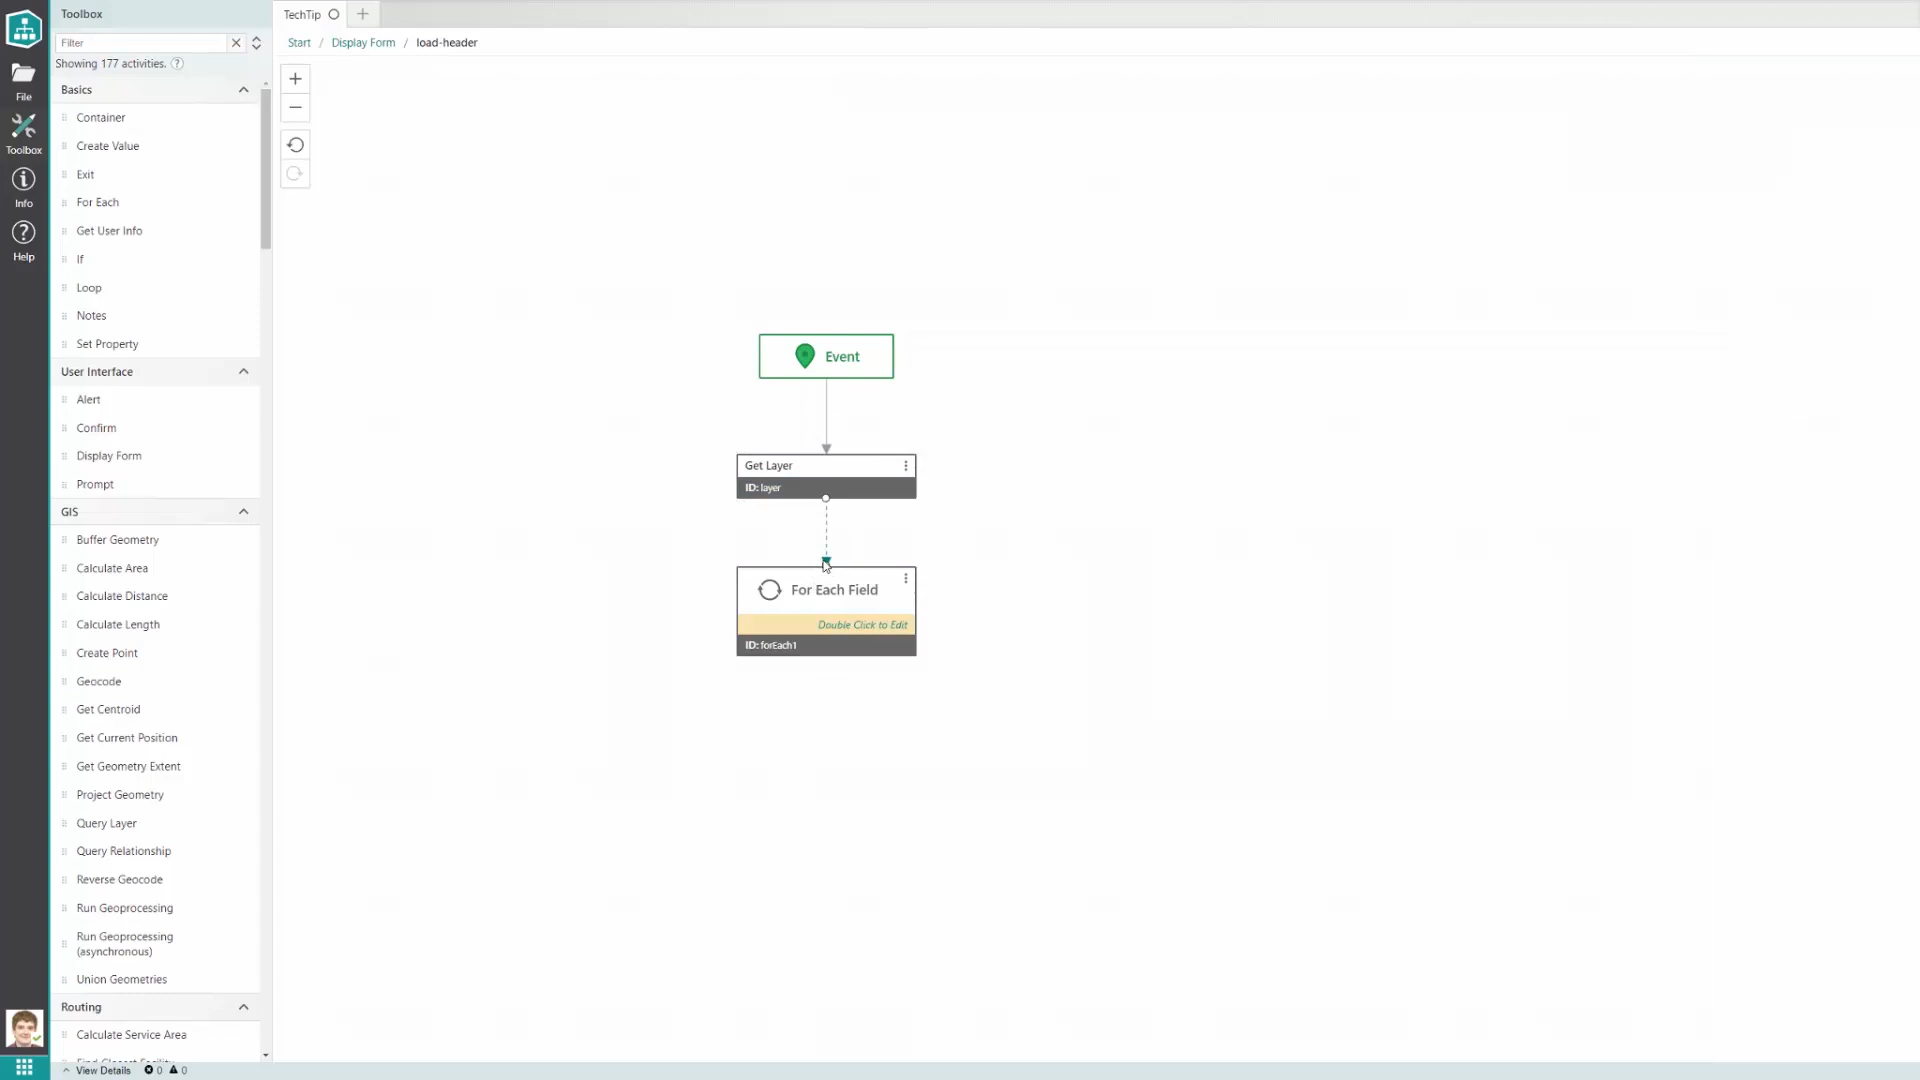 Toolbox
TechTip
Filter
Start / Display Form / load-header
Showing 177 activities.
File
Toolbox
Info
Help
Basics
Container
Create Value
Exit
For Each
Get User Info
If
Loop
Notes
Set Property
User Interface
Alert
Confirm
Display Form
Prompt
GIS
Buffer Geometry
Calculate Area
Calculate Distance
Calculate Length
Create Point
Geocode
Get Centroid
Get Current Position
Get Geometry Extent
Project Geometry
Query Layer
Query Relationship
Reverse Geocode
Run Geoprocessing
Run Geoprocessing
(asynchronous)
Union Geometries
Routing
Calculate Service Area
Find Closest Facility
View Details 0 0
Event
Get Layer
ID: layer
For Each Field
Double Click to Edit
ID: forEach1